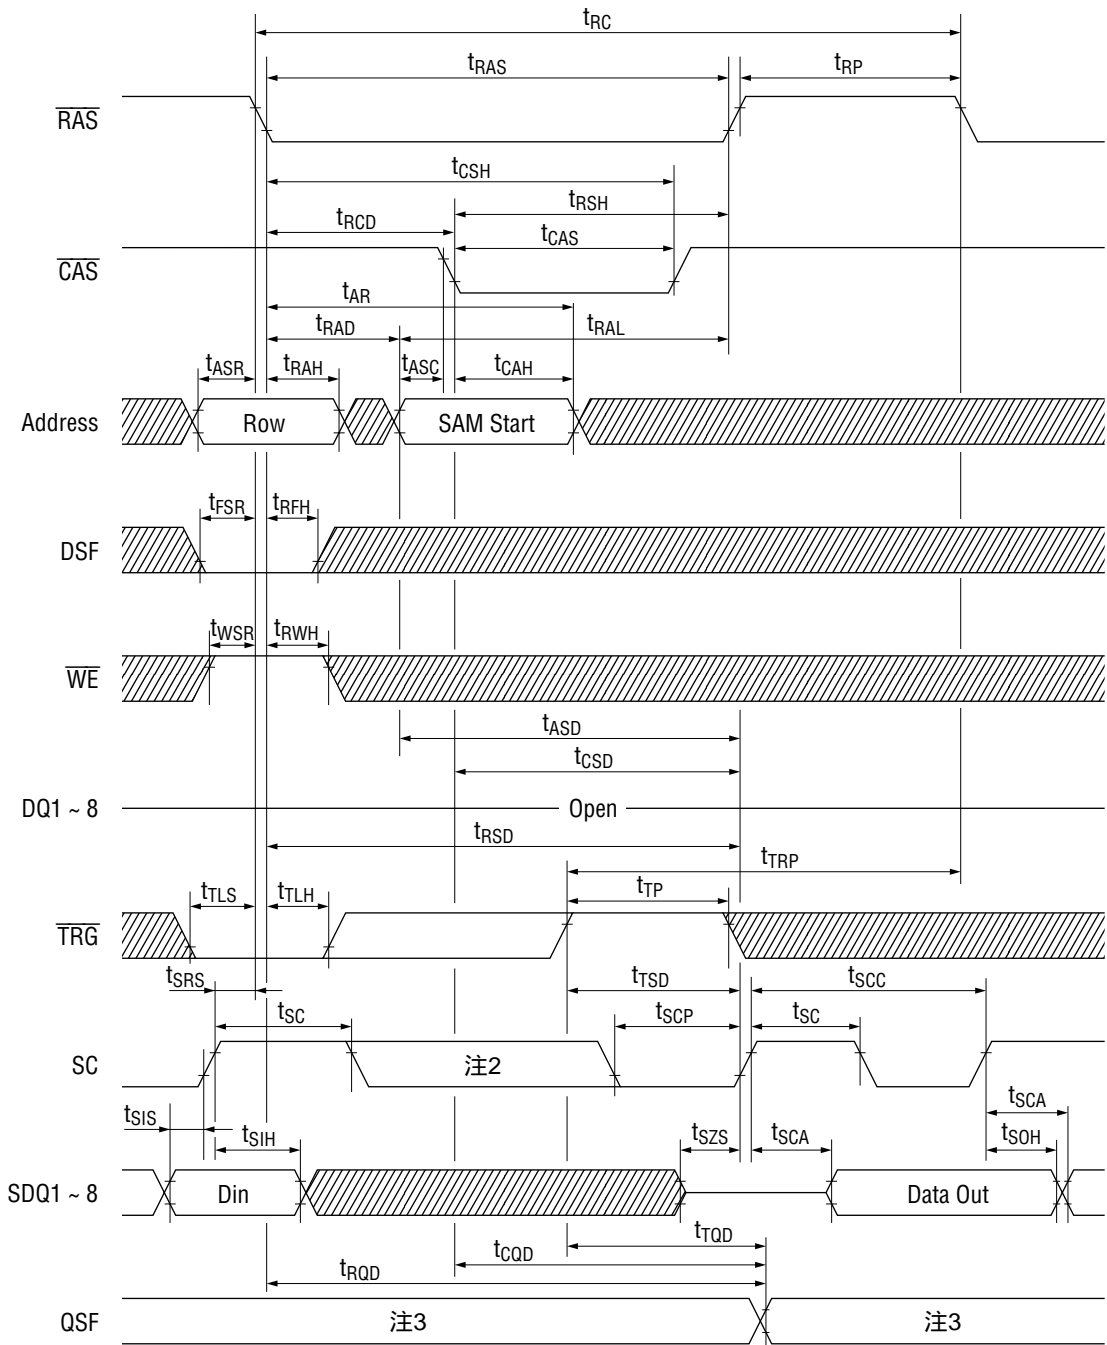 tRC
tRAS tRP
RAS
tCSH
tRSH
tRCD
tCAS
CAS
tAR
tRAD tRAL
tASR tRAH tASC tCAH
Address Row SAM Start
tFSR tRFH
DSF
tWSR tRWH
WE
tASD
tCSD
DQ1 ~ 8 Open
tRSD
tTRP
tTLS tTLH tTP
TRG
tSRS tTSD tSCC
tSC tSCP tSC
SC 注2
tSIS tSCA
tSIH tSZS tSCA tSOH
SDQ1 ~ 8 Din Data Out
tTQD
tCQD
tRQD
QSF 注3 注3